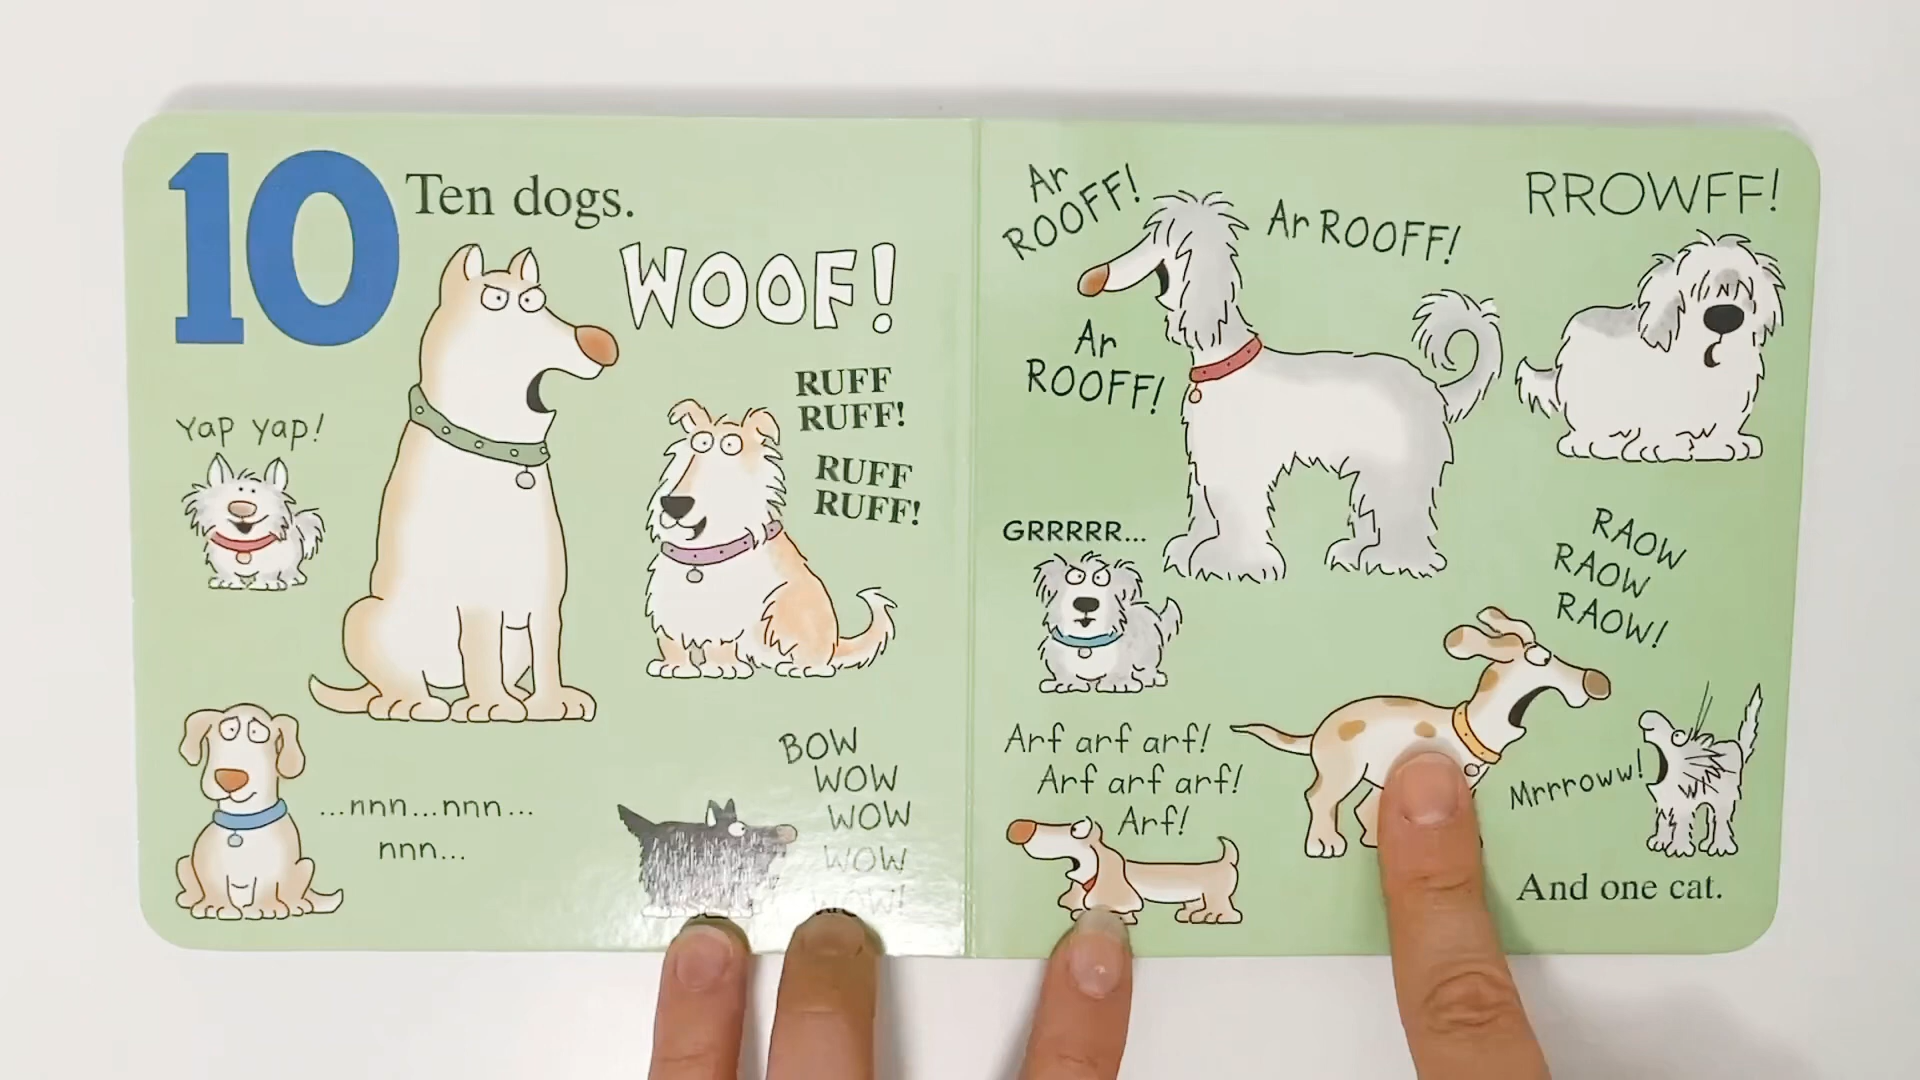 10
Ten dogs.
WOOF!
Yap yap!
RUFF
RUFF!
RUFF
RUFF!
...nnn...nnn...
nnn...
BOW
WOW
WOW
WOW
WOW!
Ar
ROOFF!
Ar ROOFF!
Ar
ROOFF!
RROWFF!
GRRRRR...
RAOW
RAOW
RAOW!
Arf arf arf!
Arf arf arf!
Arf!
Mrrroww!
And one cat.